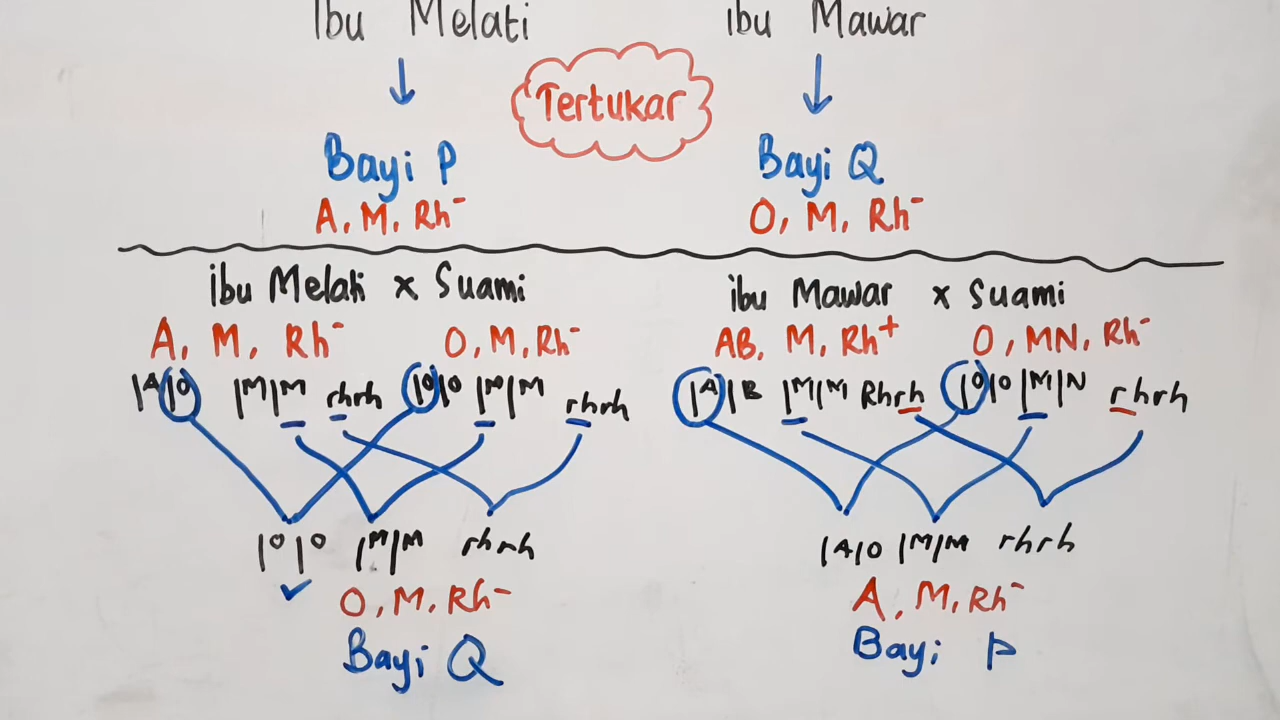 Ibu Melati
ibu Mawar
Tertukar
Bayi P
Bayi Q
A, M, Rh⁻
O, M, Rh⁻
ibu Melati x Suami
ibu Mawar x Suami
A, M, Rh⁻
O, M, Rh⁻
AB, M, Rh⁺
O, MN, Rh⁻
IᴬIᴼ IᴹIᴹ rhrh
IᴼIᴼ IᴹIᴹ rhrh
IᴬIᴮ IᴹIᴹ Rhrh
IᴼIᴼ IᴹIᴺ rhrh
IᴼIᴼ IᴹIᴹ rhrh
IᴬIᴼ IᴹIᴹ rhrh
O, M, Rh⁻
A, M, Rh⁻
Bayi Q
Bayi P